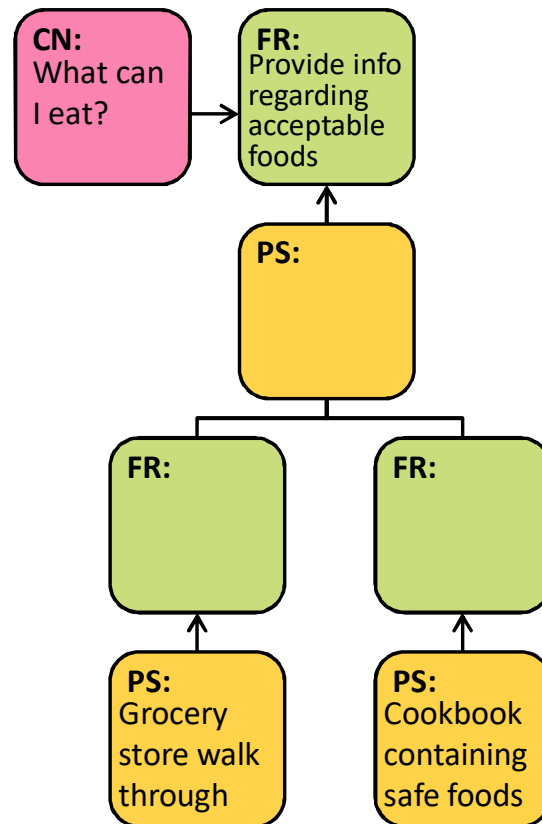 CN:
What can
I eat?
FR:
Provide info
regarding
acceptable
foods
PS:
FR:
FR:
PS:
Grocery
store walk
through
PS:
Cookbook
containing
safe foods